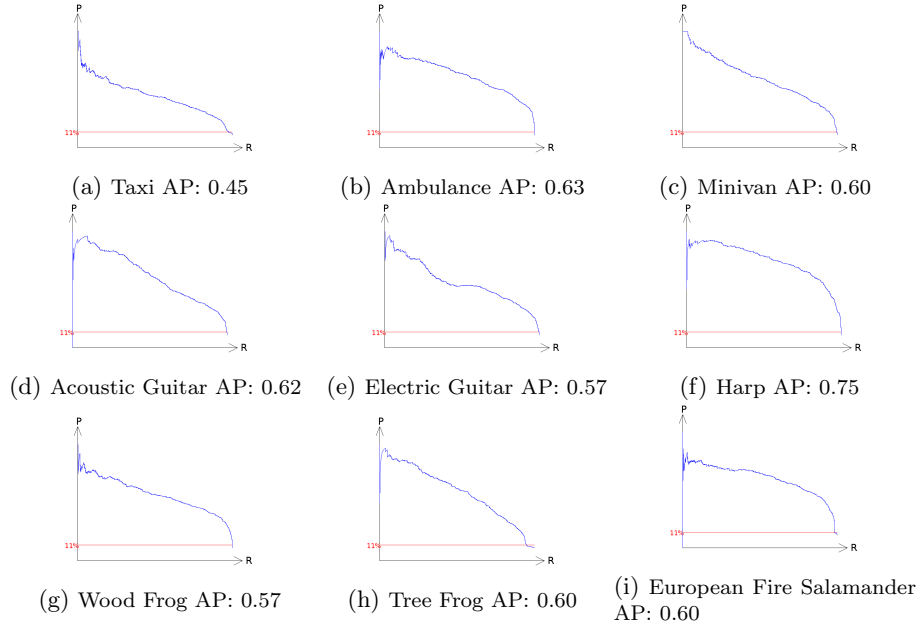 P P P
11% 11% 11%
R R R
(a) Taxi AP: 0.45 (b) Ambulance AP: 0.63 (c) Minivan AP: 0.60
P P P
11% 11% 11%
R R R
(d) Acoustic Guitar AP: 0.62 (e) Electric Guitar AP: 0.57 (f) Harp AP: 0.75
P P P
11% 11% 11%
R R R
(g) Wood Frog AP: 0.57 (h) Tree Frog AP: 0.60 (i) European Fire Salamander
AP: 0.60